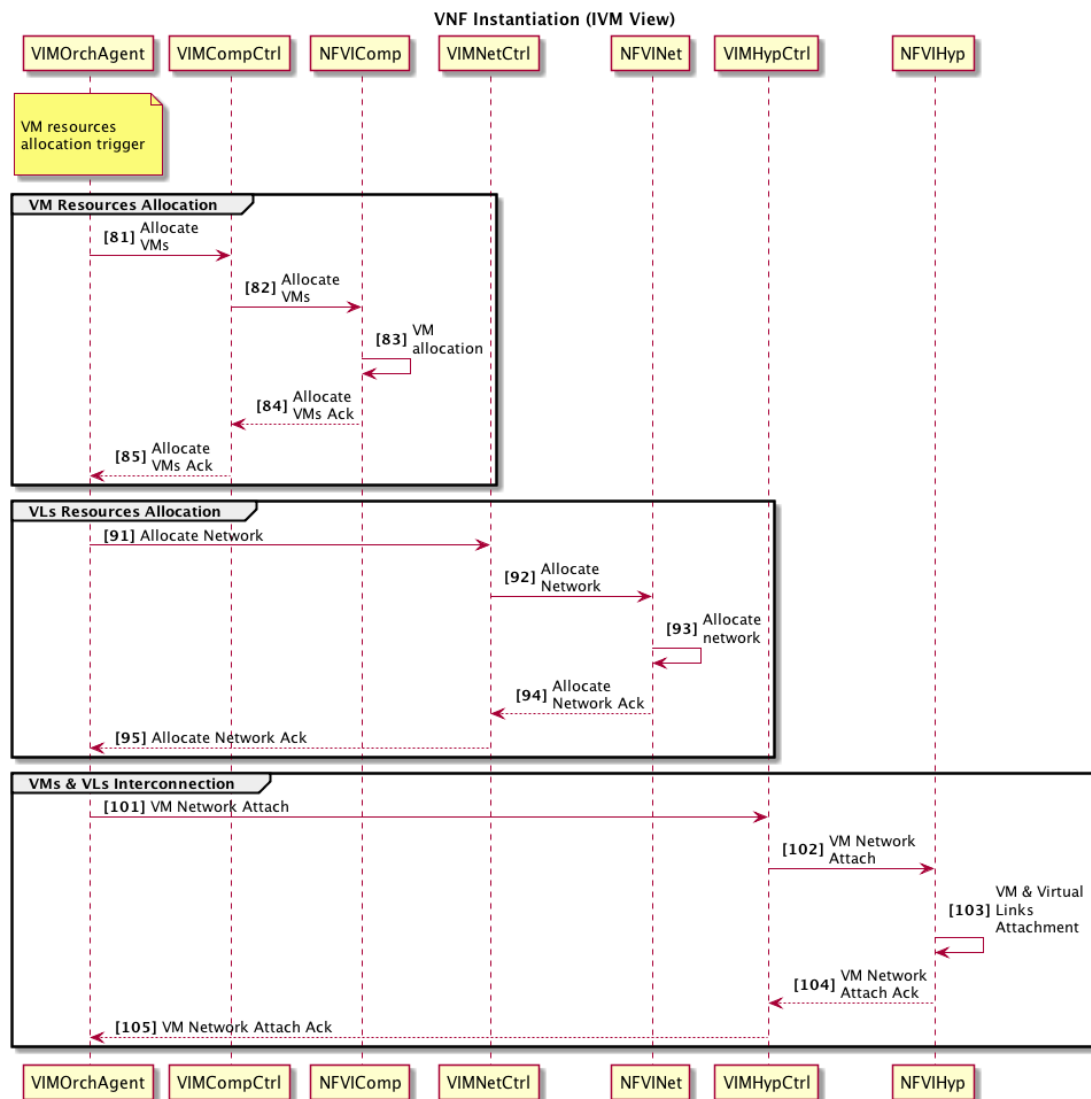 VNF Instantiation (IVM View)
VIMOrchAgent VIMCompCtrl NFVIComp VIMNetCtrl NFVINet VIMHypCtrl NFVIHyp
VM resources
allocation trigger
VM Resources Allocation
[81] Allocate
VMs
[82] Allocate
VMs
[83] VM
allocation
[84] Allocate
VMs Ack
[85] Allocate
VMs Ack
VLs Resources Allocation
[91] Allocate Network
[92] Allocate
Network
[93] Allocate
network
[94] Allocate
Network Ack
[95] Allocate Network Ack
VMs & VLs Interconnection
[101] VM Network Attach
[102] VM Network
Attach
[103] VM & Virtual
Links
Attachment
[104] VM Network
Attach Ack
[105] VM Network Attach Ack
VIMOrchAgent VIMCompCtrl NFVIComp VIMNetCtrl NFVINet VIMHypCtrl NFVIHyp